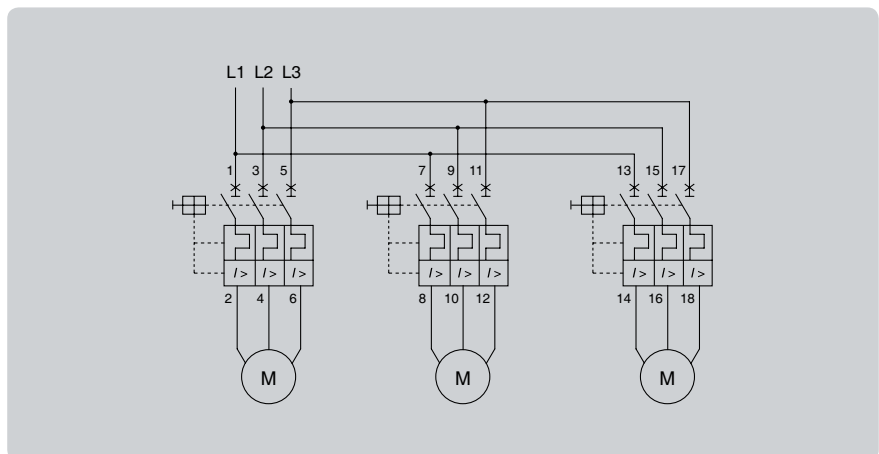 L1 L2 L3
1 3 5 7 9 11 13 15 17
I > I > I > I > I > I > I > I > I >
2 4 6 8 10 12 14 16 18
M M M